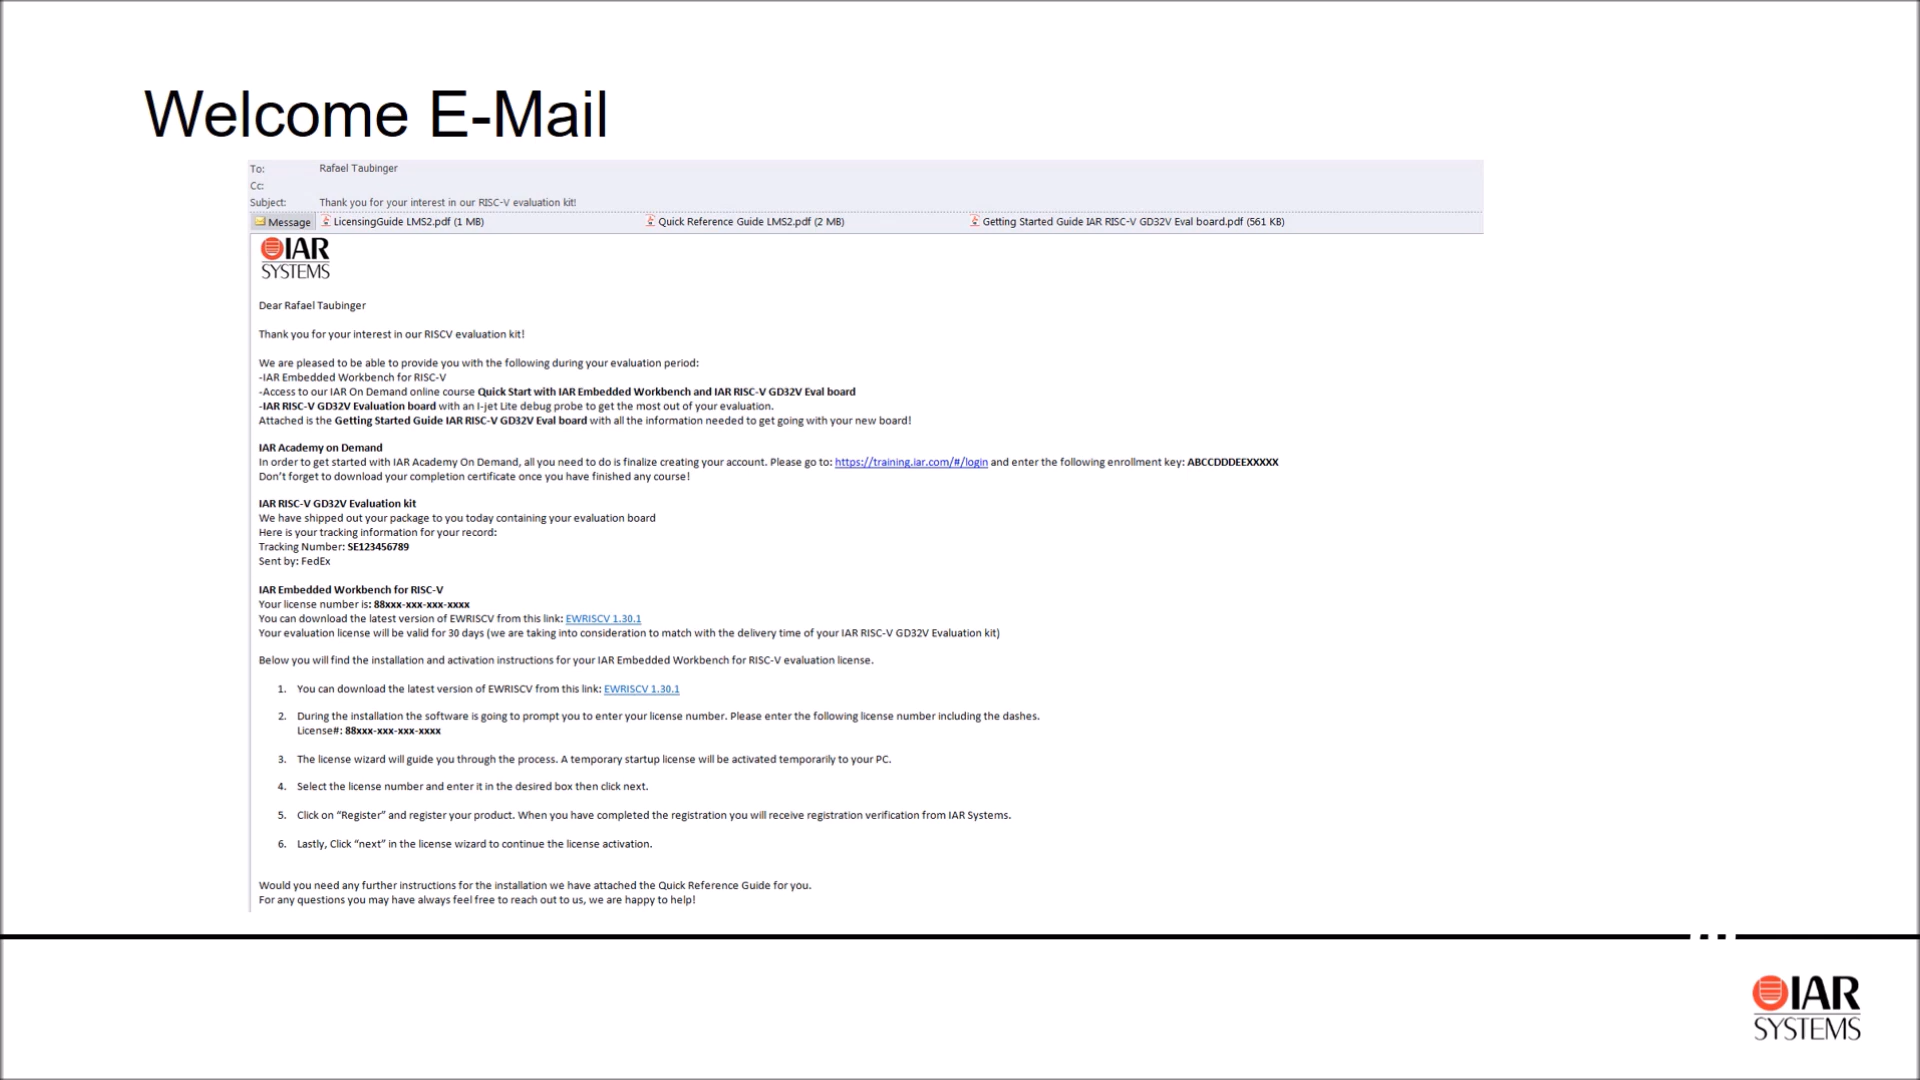 Welcome E-Mail
To: Rafael Taubinger
Cc:
Subject: Thank you for your interest in our RISC-V evaluation kit!
Message LicensingGuide LMS2.pdf (1 MB) Quick Reference Guide LMS2.pdf (2 MB) Getting Started Guide IAR RISC-V GD32V Eval board.pdf (561 KB)
IAR
SYSTEMS
Dear Rafael Taubinger
Thank you for your interest in our RISCV evaluation kit!
We are pleased to be able to provide you with the following during your evaluation period:
-IAR Embedded Workbench for RISC-V
-Access to our IAR On Demand online course Quick Start with IAR Embedded Workbench and IAR RISC-V GD32V Eval board
-IAR RISC-V GD32V Evaluation board with an I-jet Lite debug probe to get the most out of your evaluation.
Attached is the Getting Started Guide IAR RISC-V GD32V Eval board with all the information needed to get going with your new board!
IAR Academy on Demand
In order to get started with IAR Academy On Demand, all you need to do is finalize creating your account. Please go to: https://training.iar.com/#/login and enter the following enrollment key: ABCCDDDEEXXXXX
Don't forget to download your completion certificate once you have finished any course!
IAR RISC-V GD32V Evaluation kit
We have shipped out your package to you today containing your evaluation board
Here is your tracking information for your record:
Tracking Number: SE123456789
Sent by: FedEx
IAR Embedded Workbench for RISC-V
Your license number is: 88xxx-xxx-xxx-xxxx
You can download the latest version of EWRISCV from this link: EWRISCV 1.30.1
Your evaluation license will be valid for 30 days (we are taking into consideration to match with the delivery time of your IAR RISC-V GD32V Evaluation kit)
Below you will find the installation and activation instructions for your IAR Embedded Workbench for RISC-V evaluation license.
1. You can download the latest version of EWRISCV from this link: EWRISCV 1.30.1
2. During the installation the software is going to prompt you to enter your license number. Please enter the following license number including the dashes.
License#: 88xxx-xxx-xxx-xxxx
3. The license wizard will guide you through the process. A temporary startup license will be activated temporarily to your PC.
4. Select the license number and enter it in the desired box then click next.
5. Click on “Register” and register your product. When you have completed the registration you will receive registration verification from IAR Systems.
6. Lastly, Click “next” in the license wizard to continue the license activation.
Would you need any further instructions for the installation we have attached the Quick Reference Guide for you.
For any questions you may have always feel free to reach out to us, we are happy to help!
IAR
SYSTEMS